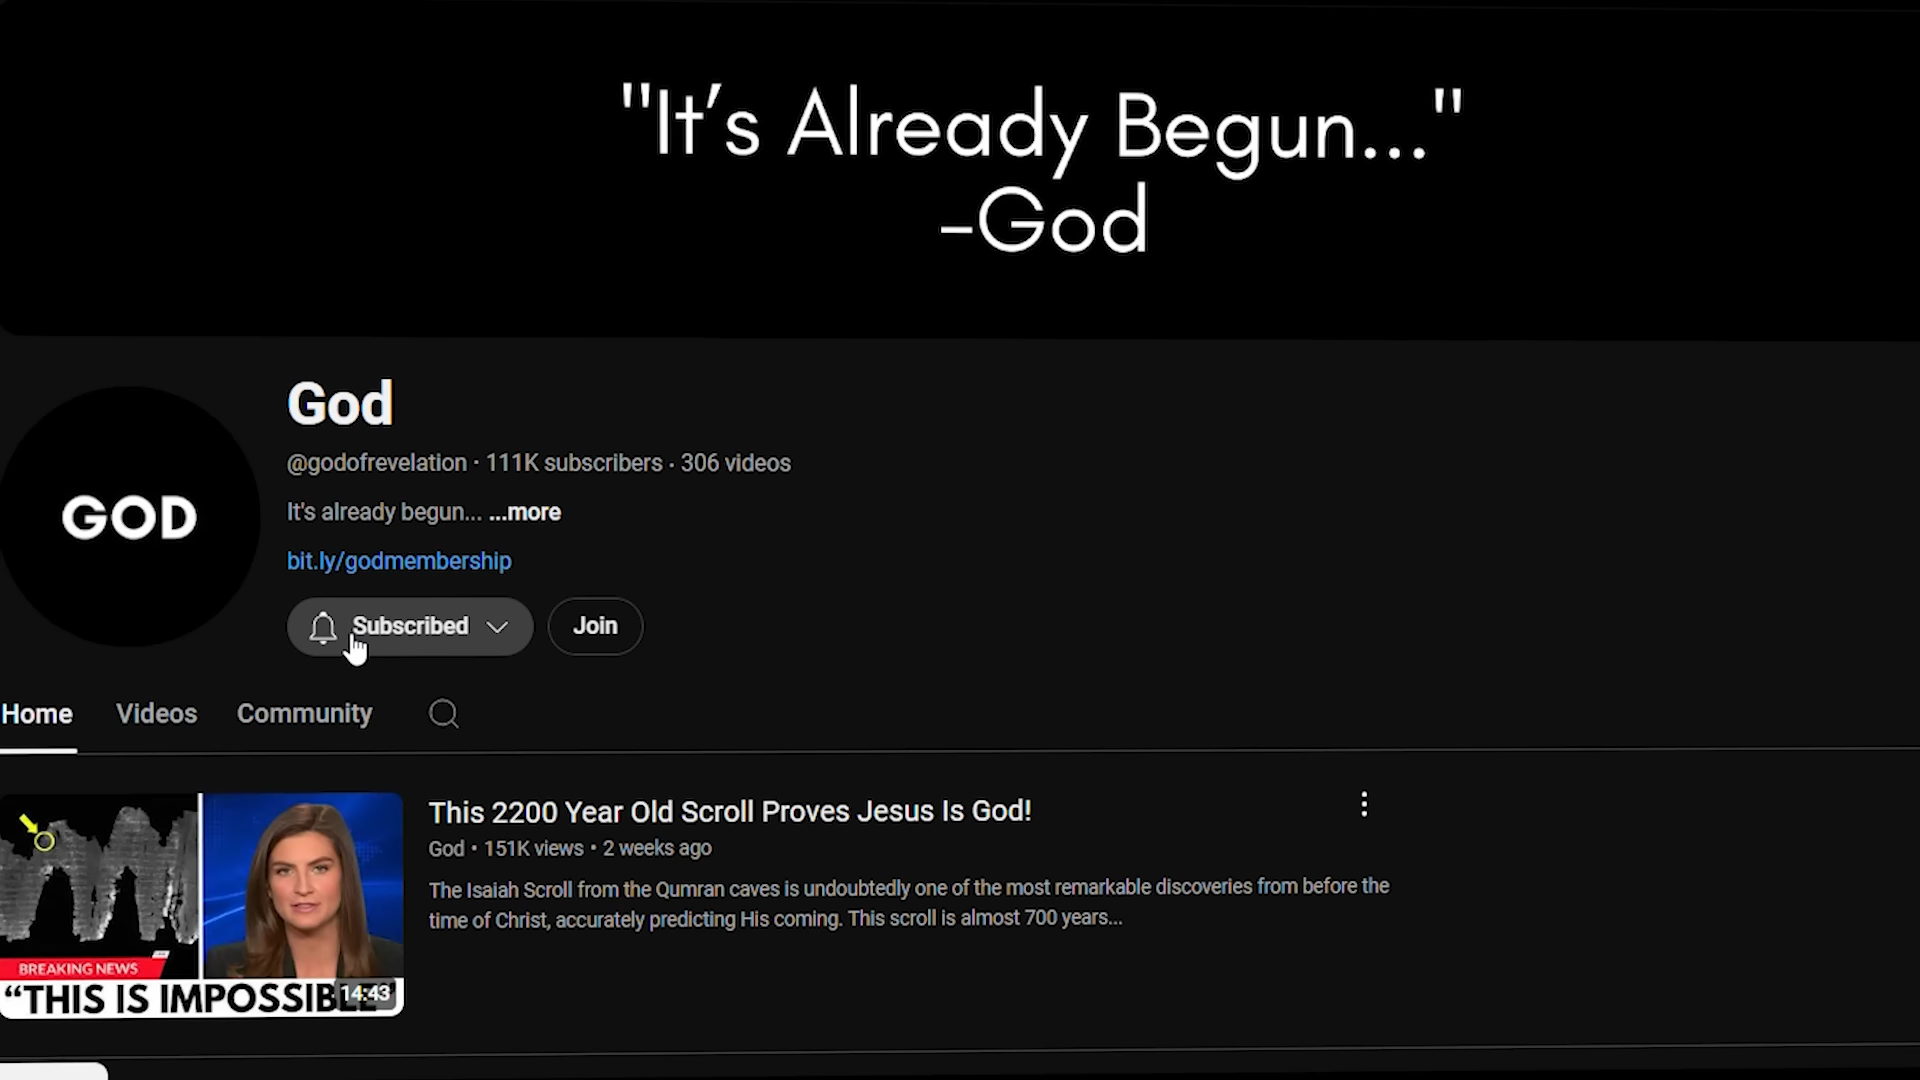 "It's Already Begun..."
-God
God
@godofrevelation · 111K subscribers · 306 videos
It's already begun... ...more
bit.ly/godmembership
GOD
Subscribed
Join
Home
Videos
Community
This 2200 Year Old Scroll Proves Jesus Is God!
God • 151K views • 2 weeks ago
The Isaiah Scroll from the Qumran caves is undoubtedly one of the most remarkable discoveries from before the
time of Christ, accurately predicting His coming. This scroll is almost 700 years...
BREAKING NEWS
"THIS IS IMPOSSIBLE"
14:43